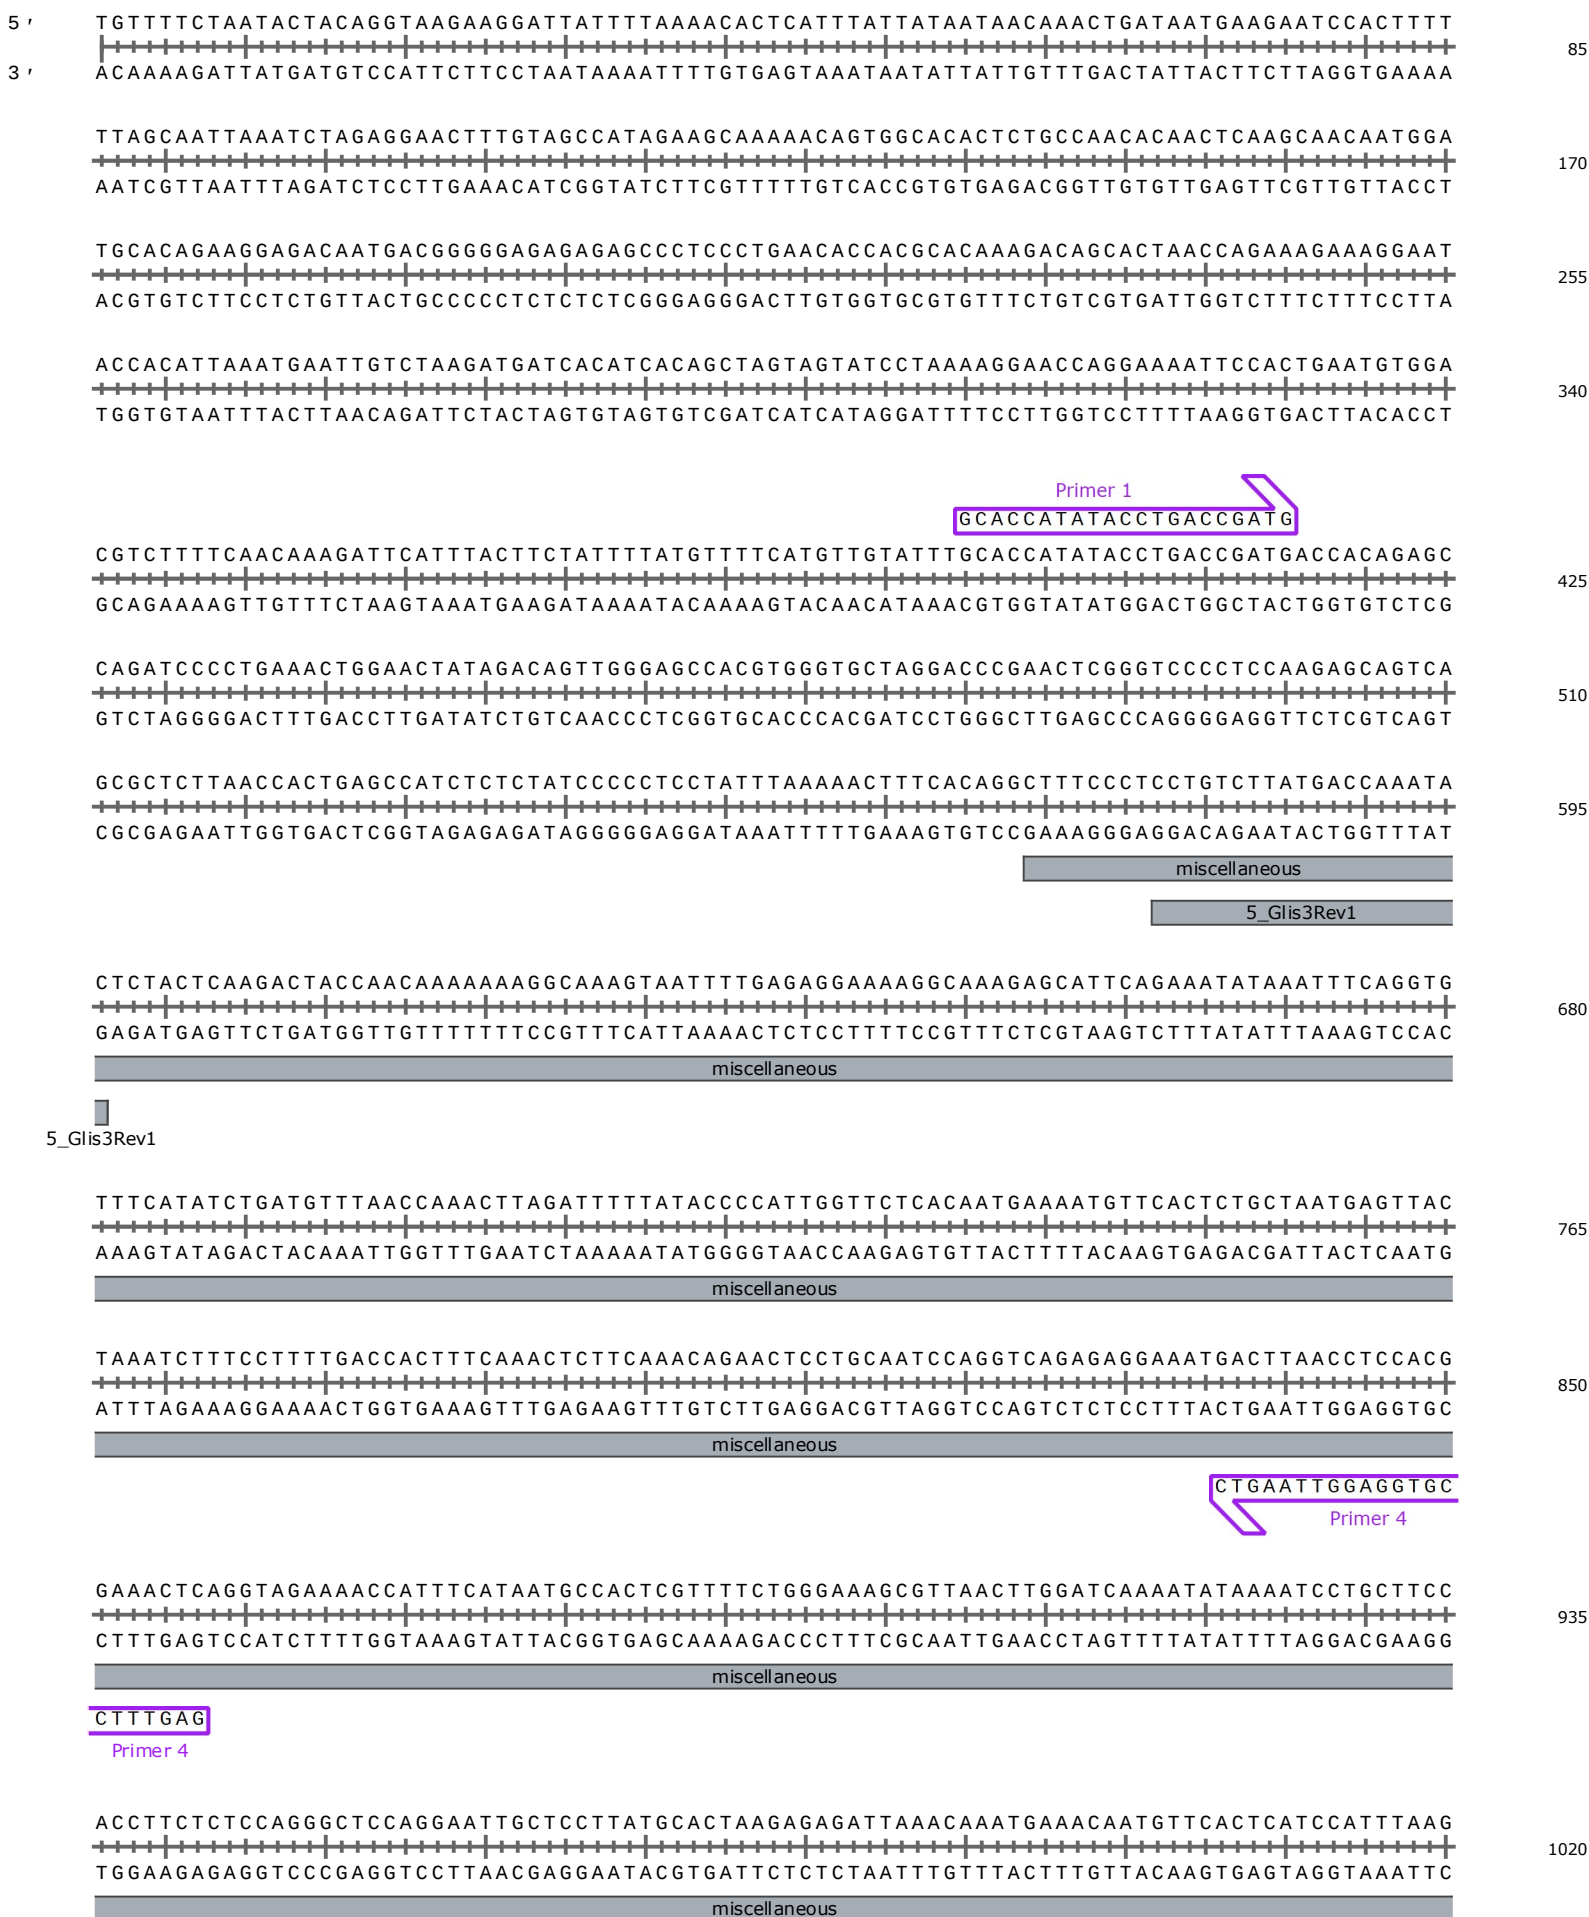 5' TGTTTTCTAATACTACAGGTAAGAAGGATTATTTTAAAACACTCATTTATTATAATAACAAACTGATAATGAAGAATCCACTTTT
85
3' ACAAAAGATTATGATGTCCATTCTTCCTAATAAAATTTTGTGAGTAAATAATATTATTGTTTGACTATTACTTCTTAGGTGAAAA
TTAGCAATTAAATCTAGAGGAACTTTGTAGCCATAGAAGCAAAAACAGTGGCACACTCTGCCAACACAACTCAAGCAACAATGGA
170
AATCGTTAATTTAGATCTCCTTGAAACATCGGTATCTTCGTTTTTGTCACCGTGTGAGACGGTTGTGTTGAGTTCGTTGTTACCT
TGCACAGAAGGAGACAATGACGGGGGAGAGAGAGCCCTCCCTGAACACCACGCACAAAGACAGCACTAACCAGAAAGAAAGGAAT
255
ACGTGTCTTCCTCTGTTACTGCCCCCTCTCTCTCGGGAGGGACTTGTGGTGCGTGTTTCTGTCGTGATTGGTCTTTCTTTCCTTA
ACCACATTAAATGAATTGTCTAAGATGATCACATCACAGCTAGTAGTATCCTAAAAGGAACCAGGAAAATTCCACTGAATGTGGA
340
TGGTGTAATTTACTTAACAGATTCTACTAGTGTAGTGTCGATCATCATAGGATTTTCCTTGGTCCTTTTAAGGTGACTTACACCT
Primer 1
GCACCATATACCTGACCGATG
CGTCTTTTCAACAAAGATTCATTTACTTCTATTTTATGTTTTCATGTTGTATTTGCACCATATACCTGACCGATGACCACAGAGC
425
GCAGAAAAGTTGTTTCTAAGTAAATGAAGATAAAATACAAAAGTACAACATAAACGTGGTATATGGACTGGCTACTGGTGTCTCG
CAGATCCCCTGAAACTGGAACTATAGACAGTTGGGAGCCACGTGGGTGCTAGGACCCGAACTCGGGTCCCCTCCAAGAGCAGTCA
510
GTCTAGGGGACTTTGACCTTGATATCTGTCAACCCTCGGTGCACCCACGATCCTGGGCTTGAGCCCAGGGGAGGTTCTCGTCAGT
GCGCTCTTAACCACTGAGCCATCTCTCTATCCCCCTCCTATTTAAAAACTTTCACAGGCTTTCCCTCCTGTCTTATGACCAAATA
595
CGCGAGAATTGGTGACTCGGTAGAGAGATAGGGGGAGGATAAATTTTTGAAAGTGTCCGAAAGGGAGGACAGAATACTGGTTTAT
miscellaneous
5_Glis3Rev1
CTCTACTCAAGACTACCAACAAAAAAAGGCAAAGTAATTTTGAGAGGAAAAGGCAAAGAGCATTCAGAAATATAAATTTCAGGTG
680
GAGATGAGTTCTGATGGTTGTTTTTTTCCGTTTCATTAAAACTCTCCTTTTCCGTTTCTCGTAAGTCTTTATATTTAAAGTCCAC
miscellaneous
5_Glis3Rev1
TTTCATATCTGATGTTTAACCAAACTTAGATTTTTATACCCCATTGGTTCTCACAATGAAAATGTTCACTCTGCTAATGAGTTAC
765
AAAGTATAGACTACAAATTGGTTTGAATCTAAAAATATGGGGTAACCAAGAGTGTTACTTTTACAAGTGAGACGATTACTCAATG
miscellaneous
TAAATCTTTCCTTTTGACCACTTTCAAACTCTTCAAACAGAACTCCTGCAATCCAGGTCAGAGAGGAAATGACTTAACCTCCACG
850
ATTTAGAAAGGAAAACTGGTGAAAGTTTGAGAAGTTTGTCTTGAGGACGTTAGGTCCAGTCTCTCCTTTACTGAATTGGAGGTGC
miscellaneous
CTGAATTGGAGGTGC
Primer 4
GAAACTCAGGTAGAAAACCATTTCATAATGCCACTCGTTTTCTGGGAAAGCGTTAACTTGGATCAAAATATAAAATCCTGCTTCC
935
CTTTGAGTCCATCTTTTGGTAAAGTATTACGGTGAGCAAAAGACCCTTTCGCAATTGAACCTAGTTTTATATTTTAGGACGAAGG
miscellaneous
CTTTGAG
Primer 4
ACCTTCTCTCCAGGGCTCCAGGAATTGCTCCTTATGCACTAAGAGAGATTAAACAAATGAAACAATGTTCACTCATCCATTTAAG
1020
TGGAAGAGAGGTCCCGAGGTCCTTAACGAGGAATACGTGATTCTCTCTAATTTGTTTACTTTGTTACAAGTGAGTAGGTAAATTC
miscellaneous